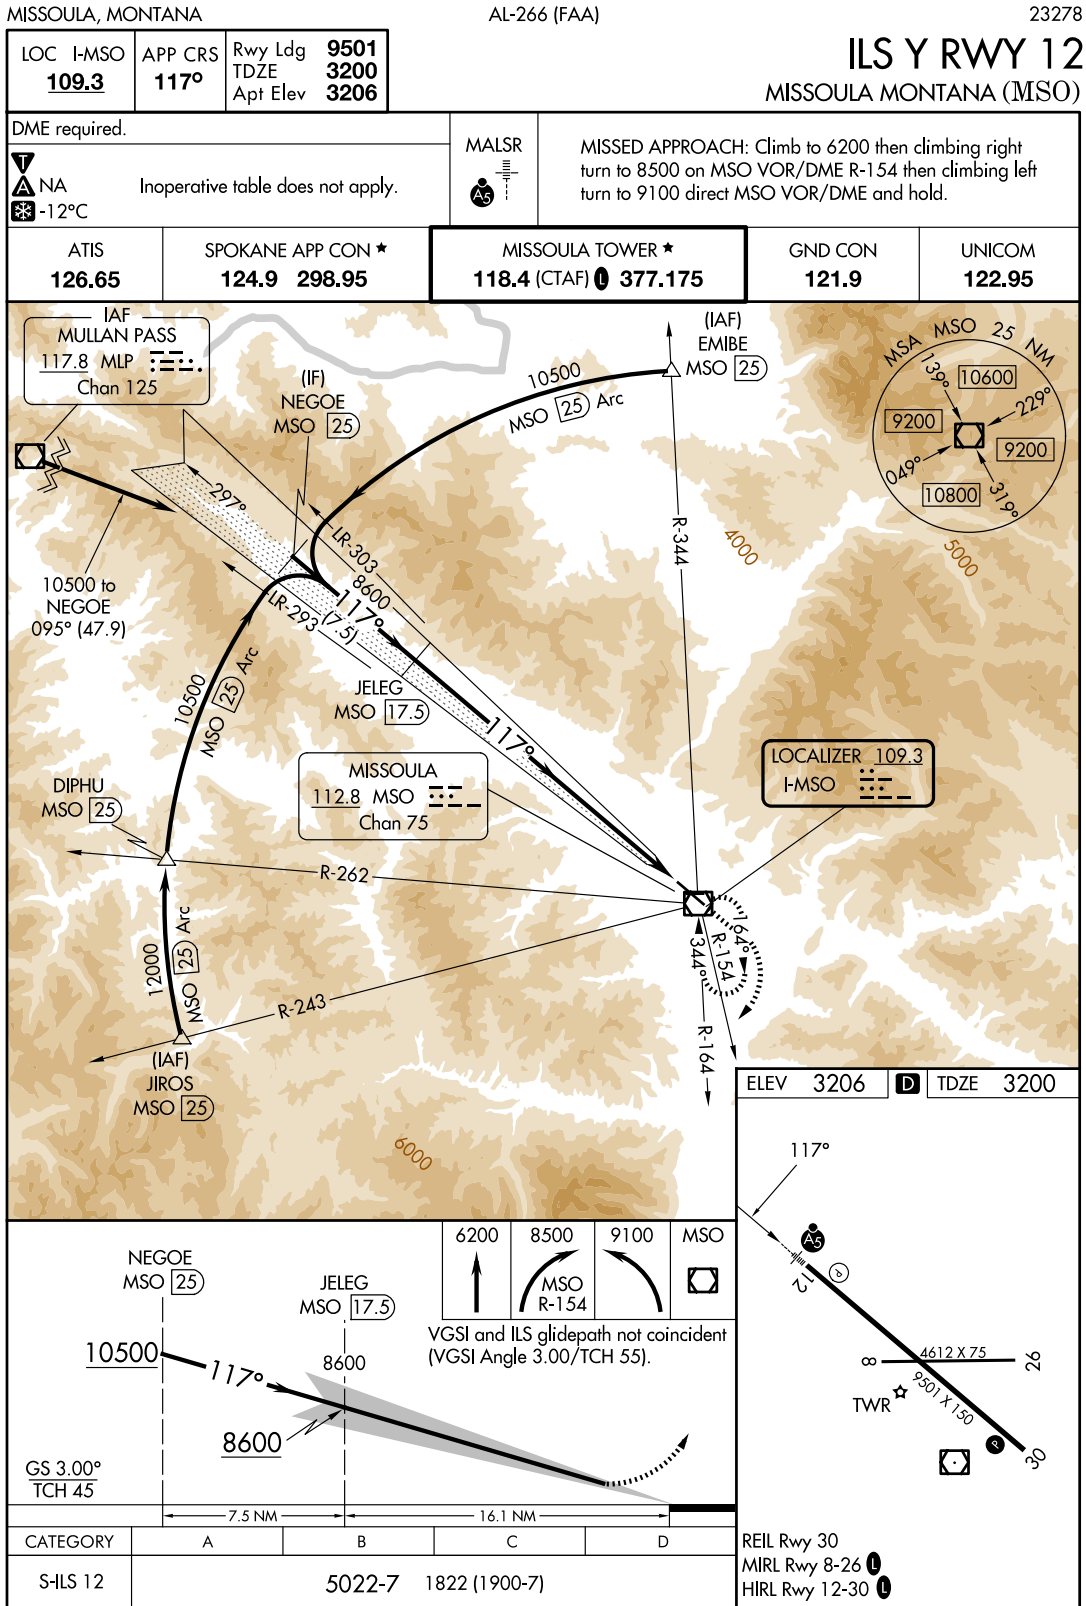 MISSOULA, MONTANA
AL-266 (FAA)
23278
LOC I-MSO
109.3
APP CRS
117°
Rwy Ldg 9501
TDZE 3200
Apt Elev 3206
ILS Y RWY 12
MISSOULA MONTANA (MSO)
DME required.
T
A NA
-12°C
Inoperative table does not apply.
MALSR
A5
MISSED APPROACH: Climb to 6200 then climbing right
turn to 8500 on MSO VOR/DME R-154 then climbing left
turn to 9100 direct MSO VOR/DME and hold.
ATIS
126.65
SPOKANE APP CON ★
124.9 298.95
MISSOULA TOWER ★
118.4 (CTAF) L 377.175
GND CON
121.9
UNICOM
122.95
IAF
MULLAN PASS
117.8 MLP
Chan 125
(IF)
NEGOE
MSO 25
(IAF)
EMIBE
MSO 25
10500
MSO 25 Arc
MSA MSO 25 NM
139°
10600
229°
9200
9200
049°
10800
319°
297°
LR-303
8600
R-344
4000
5000
10500 to
NEGOE
095° (47.9)
117°
LR-293
(7.5)
10500
MSO 25 Arc
JELEG
MSO 17.5
117°
LOCALIZER 109.3
I-MSO
MISSOULA
112.8 MSO
Chan 75
DIPHU
MSO 25
R-262
12000
MSO 25 Arc
R-243
164°
R-154
344°
R-164
(IAF)
JIROS
MSO 25
6000
ELEV 3206
D
TDZE 3200
117°
A5
12
P
4612 X 75
8
26
9501 X 150
TWR
P
30
REIL Rwy 30
MIRL Rwy 8-26 L
HIRL Rwy 12-30 L
6200
8500
MSO
R-154
9100
MSO
VGSI and ILS glidepath not coincident
(VGSI Angle 3.00/TCH 55).
NEGOE
MSO 25
JELEG
MSO 17.5
10500
117°
8600
8600
GS 3.00°
TCH 45
7.5 NM
16.1 NM
CATEGORY
A
B
C
D
S-ILS 12
5022-7 1822 (1900-7)